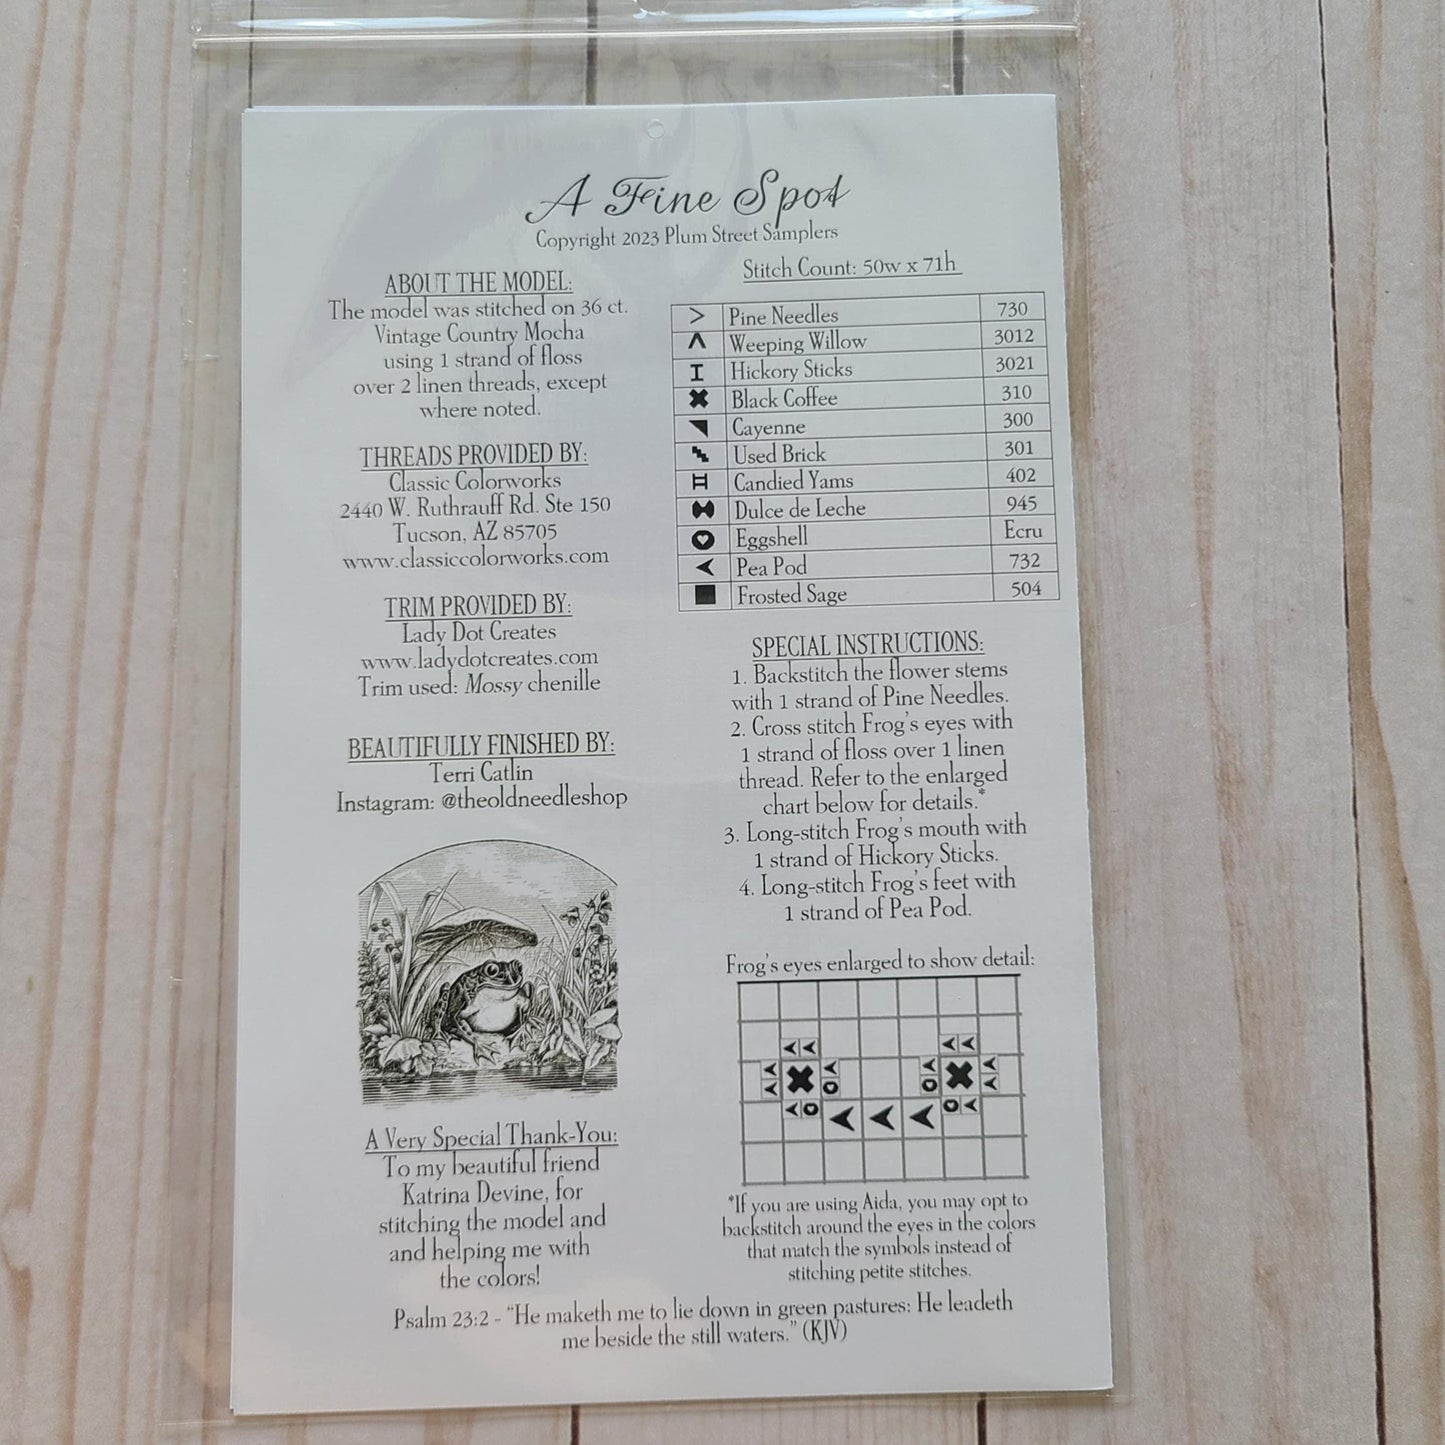 A Fine Spot
Copyright 2023 Plum Street Samplers
ABOUT THE MODEL:
The model was stitched on 36 ct.
Vintage Country Mocha
using 1 strand of floss
over 2 linen threads, except
where noted.
THREADS PROVIDED BY:
Classic Colorworks
2440 W. Ruthrauff Rd. Ste 150
Tucson, AZ 85705
www.classiccolorworks.com
TRIM PROVIDED BY:
Lady Dot Creates
www.ladydotcreates.com
Trim used: Mossy chenille
BEAUTIFULLY FINISHED BY:
Terri Catlin
Instagram: @theoldneedleshop
A Very Special Thank-You:
To my beautiful friend
Katrina Devine, for
stitching the model and
and helping me with
the colors!
Stitch Count: 50w x 71h
Pine Needles 730
Weeping Willow 3012
Hickory Sticks 3021
Black Coffee 310
Cayenne 300
Used Brick 301
Candied Yams 402
Dulce de Leche 945
Eggshell Ecru
Pea Pod 732
Frosted Sage 504
SPECIAL INSTRUCTIONS:
1. Backstitch the flower stems
with 1 strand of Pine Needles.
2. Cross stitch Frog's eyes with
1 strand of floss over 1 linen
thread. Refer to the enlarged
chart below for details.*
3. Long-stitch Frog's mouth with
1 strand of Hickory Sticks.
4. Long-stitch Frog's feet with
1 strand of Pea Pod.
Frog's eyes enlarged to show detail:
*If you are using Aida, you may opt to
backstitch around the eyes in the colors
that match the symbols instead of
stitching petite stitches.
Psalm 23:2 - "He maketh me to lie down in green pastures: He leadeth
me beside the still waters." (KJV)